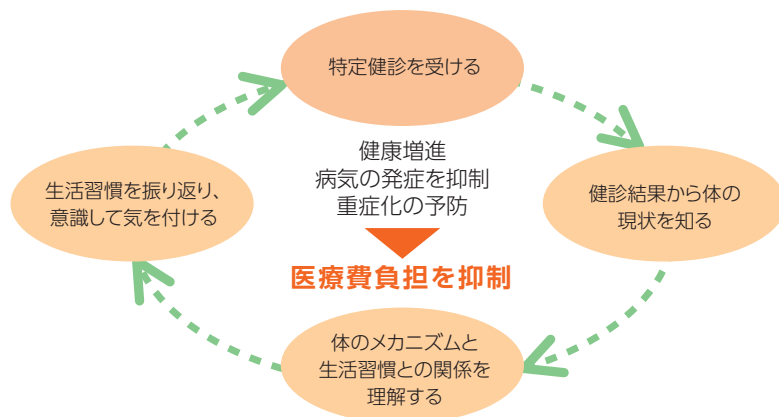 特定健診を受ける
健康増進
病気の発症を抑制
重症化の予防
医療費負担を抑制
健診結果から体の
現状を知る
体のメカニズムと
生活習慣との関係を
理解する
生活習慣を振り返り、
意識して気を付ける